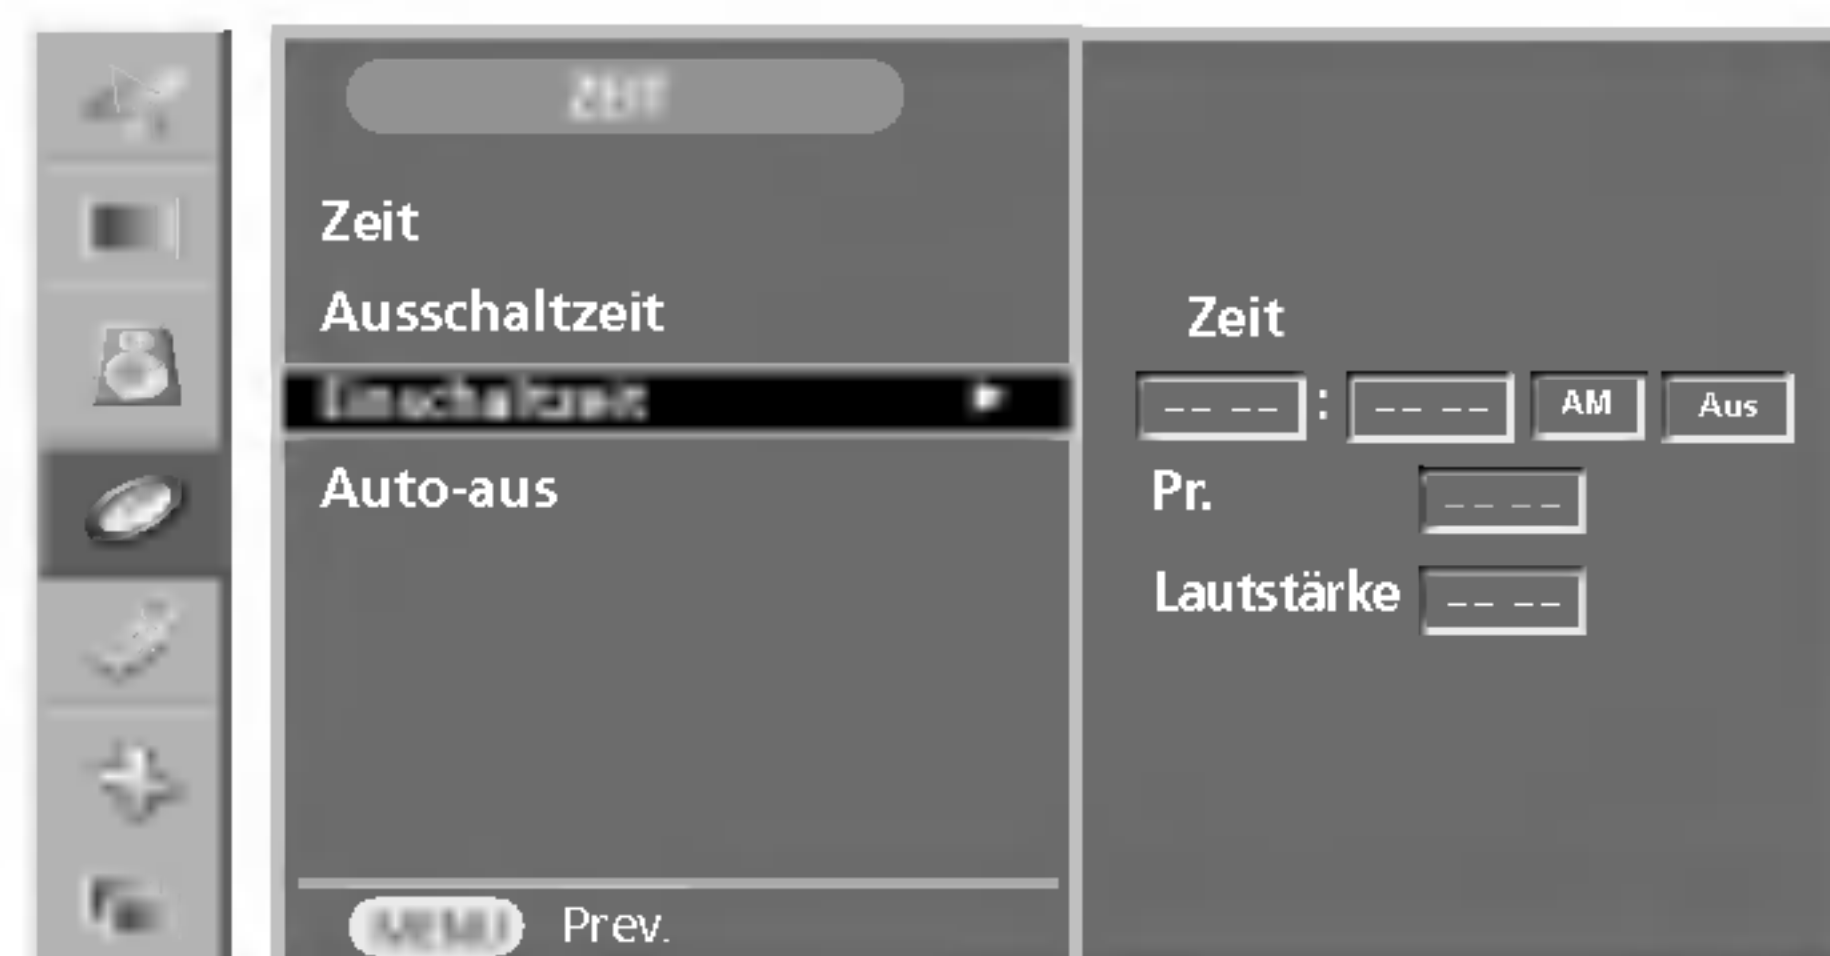 ZEIT
Zeit
Ausschaltzeit
Einschaltzeit
Auto-aus
MENU Prev.
Zeit
-- -- : -- -- AM Aus
Pr. -- -- --
Lautstärke -- --